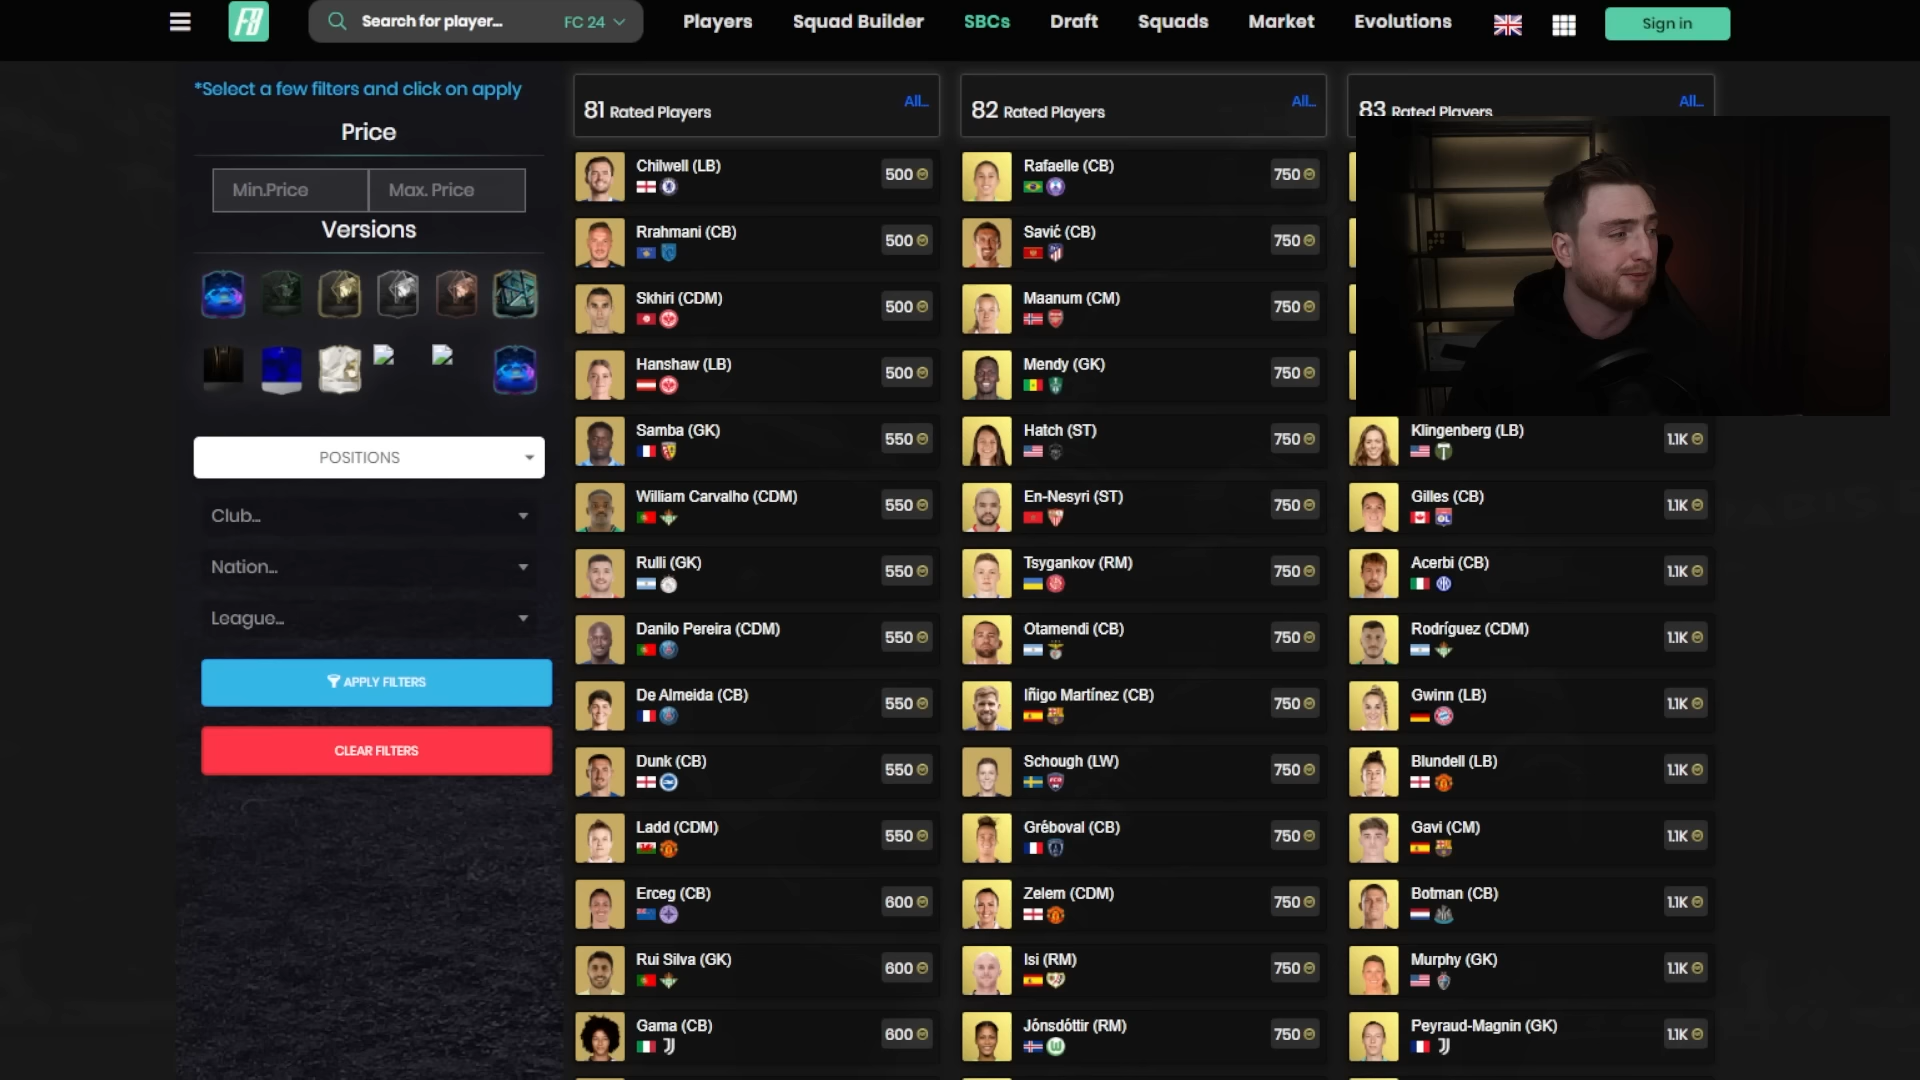 Search for player...
FC 24
Players
Squad Builder
SBCs
Draft
Squads
Market
Evolutions
Sign in
*Select a few filters and click on apply
Price
Min.Price
Max. Price
Versions
POSITIONS
Club...
Nation...
League...
APPLY FILTERS
CLEAR FILTERS
81 Rated Players
All...
Chilwell (LB)
500
Rrahmani (CB)
500
Skhiri (CDM)
500
Hanshaw (LB)
500
Samba (GK)
550
William Carvalho (CDM)
550
Rulli (GK)
550
Danilo Pereira (CDM)
550
De Almeida (CB)
550
Dunk (CB)
550
Ladd (CDM)
550
Erceg (CB)
600
Rui Silva (GK)
600
Gama (CB)
600
82 Rated Players
All...
Rafaelle (CB)
750
Savić (CB)
750
Maanum (CM)
750
Mendy (GK)
750
Hatch (ST)
750
En-Nesyri (ST)
750
Tsygankov (RM)
750
Otamendi (CB)
750
Iñigo Martínez (CB)
750
Schough (LW)
750
Gréboval (CB)
750
Zelem (CDM)
750
Isi (RM)
750
Jónsdóttir (RM)
750
83 Rated Players
All...
Klingenberg (LB)
1.1K
Gilles (CB)
1.1K
Acerbi (CB)
1.1K
Rodríguez (CDM)
1.1K
Gwinn (LB)
1.1K
Blundell (LB)
1.1K
Gavi (CM)
1.1K
Botman (CB)
1.1K
Murphy (GK)
1.1K
Peyraud-Magnin (GK)
1.1K